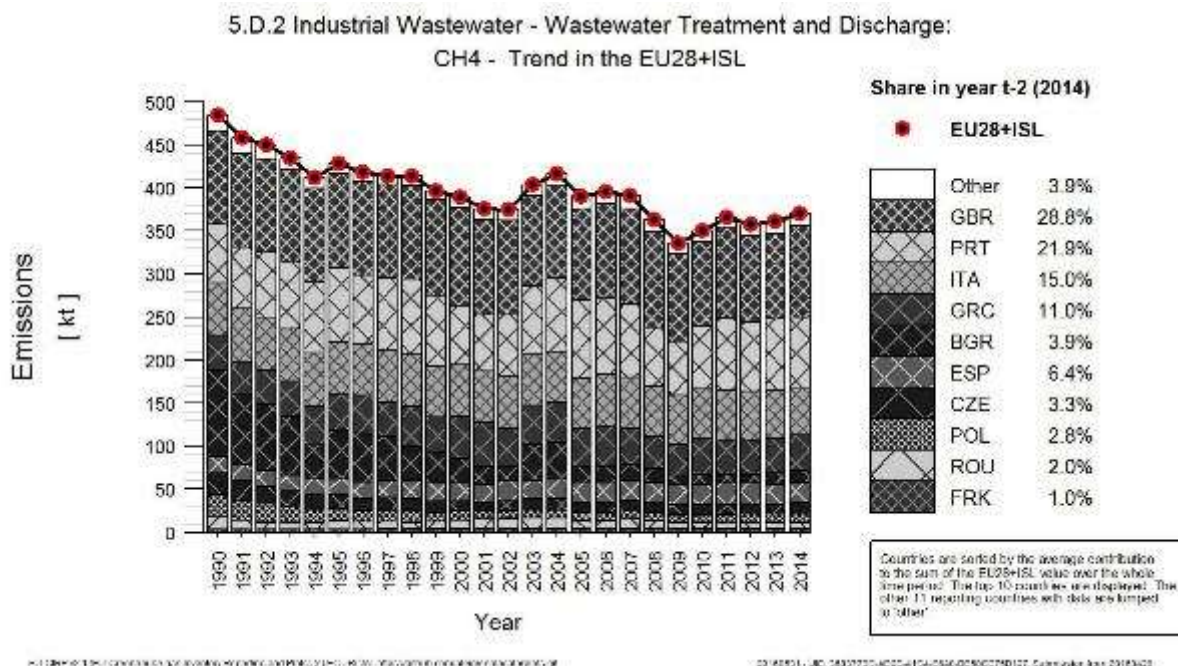 5.D.2 Industrial Wastewater - Wastewater Treatment and Discharge:
CH4 - Trend in the EU28+ISL
Share in year t-2 (2014)
EU28+ISL
Other 3.9%
GBR 28.8%
PRT 21.9%
ITA 15.0%
GRC 11.0%
BGR 3.9%
ESP 6.4%
CZE 3.3%
POL 2.8%
ROU 2.0%
FRK 1.0%
Emissions
[ kt ]
500
450
400
350
300
250
200
150
100
50
0
1990
1991
1992
1993
1994
1995
1996
1997
1998
1999
2000
2001
2002
2003
2004
2005
2006
2007
2008
2009
2010
2011
2012
2013
2014
Year
Countries are sorted by the average contribution
to the sum of the EU28+ISL value over the whole
time period. The top 10 countries are displayed. The
other 11 reporting countries with data are lumped
to 'other'